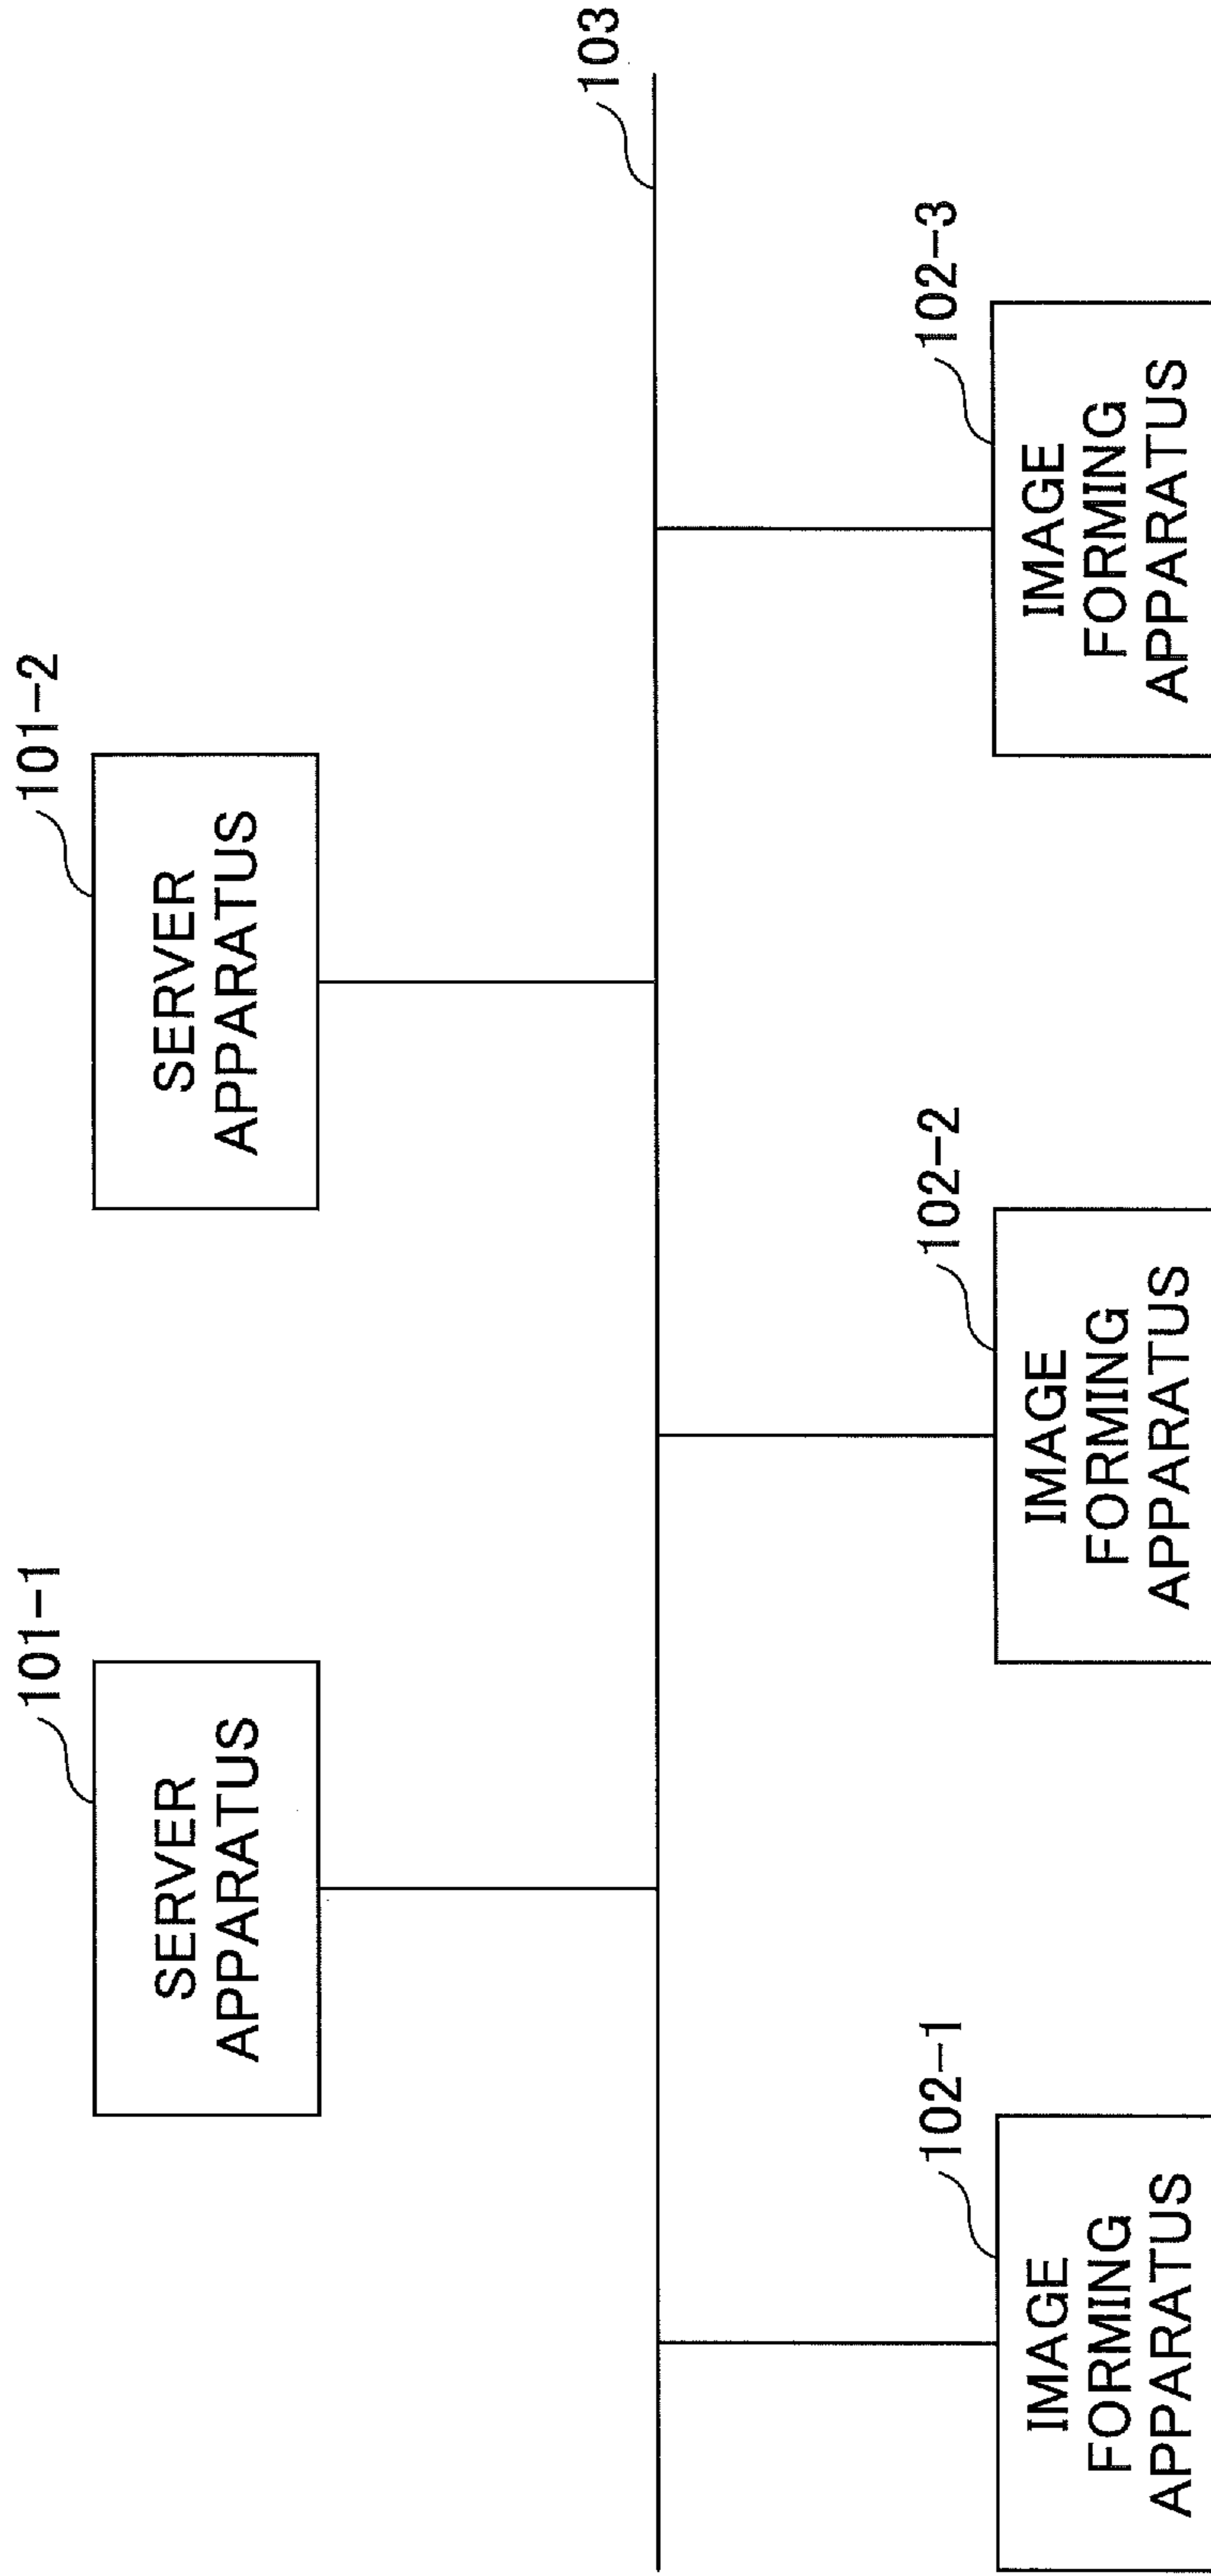 101-1
SERVER
APPARATUS
101-2
SERVER
APPARATUS
103
102-1
IMAGE
FORMING
APPARATUS
102-2
IMAGE
FORMING
APPARATUS
102-3
IMAGE
FORMING
APPARATUS